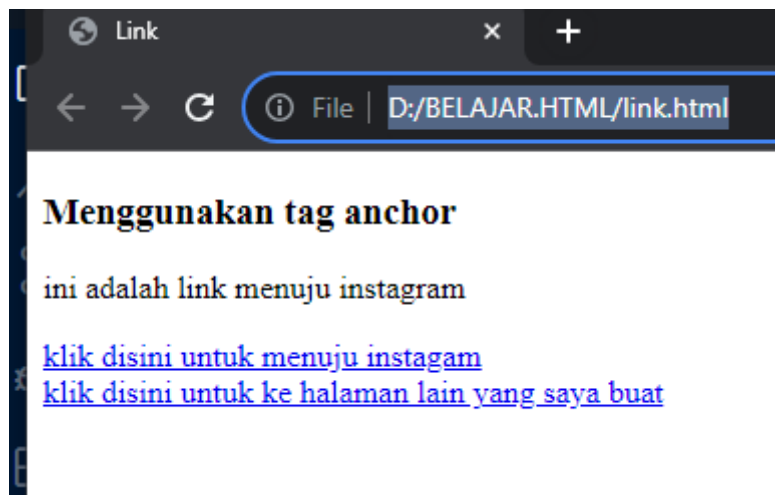 Link
File D:/BELAJAR.HTML/link.html
Menggunakan tag anchor
ini adalah link menuju instagram
klik disini untuk menuju instagam
klik disini untuk ke halaman lain yang saya buat